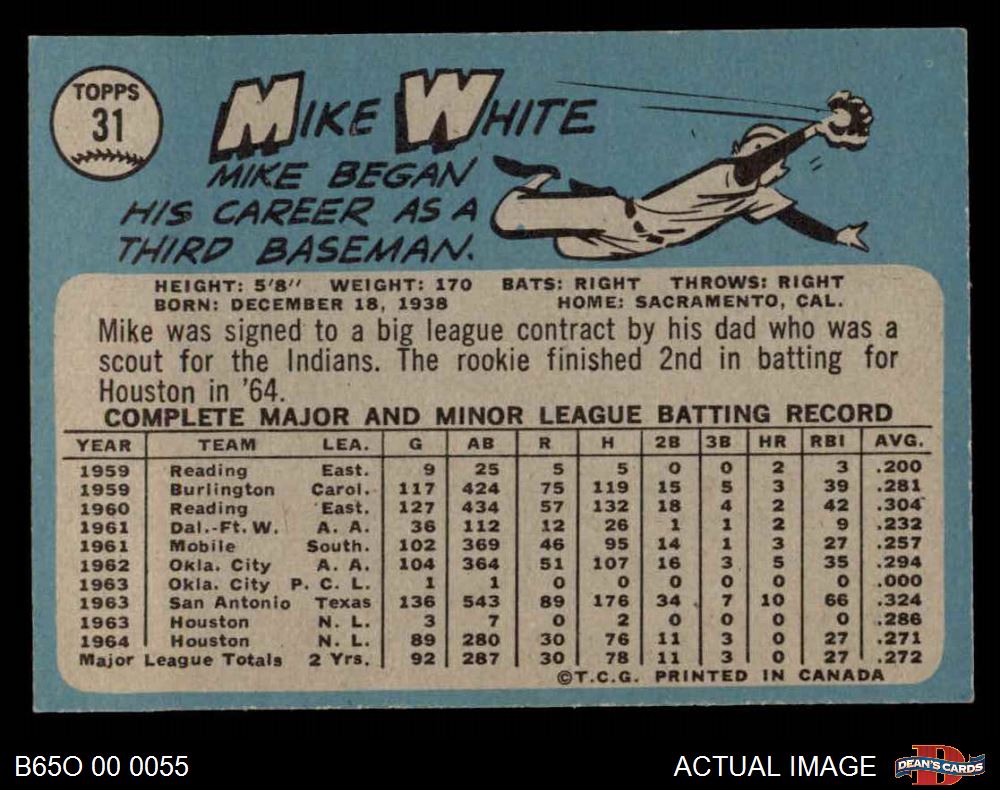 TOPPS
31
MIKE WHITE
MIKE BEGAN
HIS CAREER AS A
THIRD BASEMAN.
HEIGHT: 5'8" WEIGHT: 170 BATS: RIGHT THROWS: RIGHT
BORN: DECEMBER 18, 1938 HOME: SACRAMENTO, CAL.
Mike was signed to a big league contract by his dad who was a
scout for the Indians. The rookie finished 2nd in batting for
Houston in '64.
COMPLETE MAJOR AND MINOR LEAGUE BATTING RECORD
YEAR TEAM LEA. G AB R H 2B 3B HR RBI AVG.
1959 Reading East. 9 25 5 5 0 0 2 3 .200
1959 Burlington Carol. 117 424 75 119 15 5 3 39 .281
1960 Reading East. 127 434 57 132 18 4 2 42 .304
1961 Dal.-Ft. W. A. A. 36 112 12 26 1 1 2 9 .232
1961 Mobile South. 102 369 46 95 14 1 3 27 .257
1962 Okla. City A. A. 104 364 51 107 16 3 5 35 .294
1963 Okla. City P. C. L. 1 1 0 0 0 0 0 0 .000
1963 San Antonio Texas 136 543 89 176 34 7 10 66 .324
1963 Houston N. L. 3 7 0 2 0 0 0 0 .286
1964 Houston N. L. 89 280 30 76 11 3 0 27 .271
Major League Totals 2 Yrs. 92 287 30 78 11 3 0 27 .272
©T.C.G. PRINTED IN CANADA
B65O 00 0055 ACTUAL IMAGE
D
DEAN'S CARDS